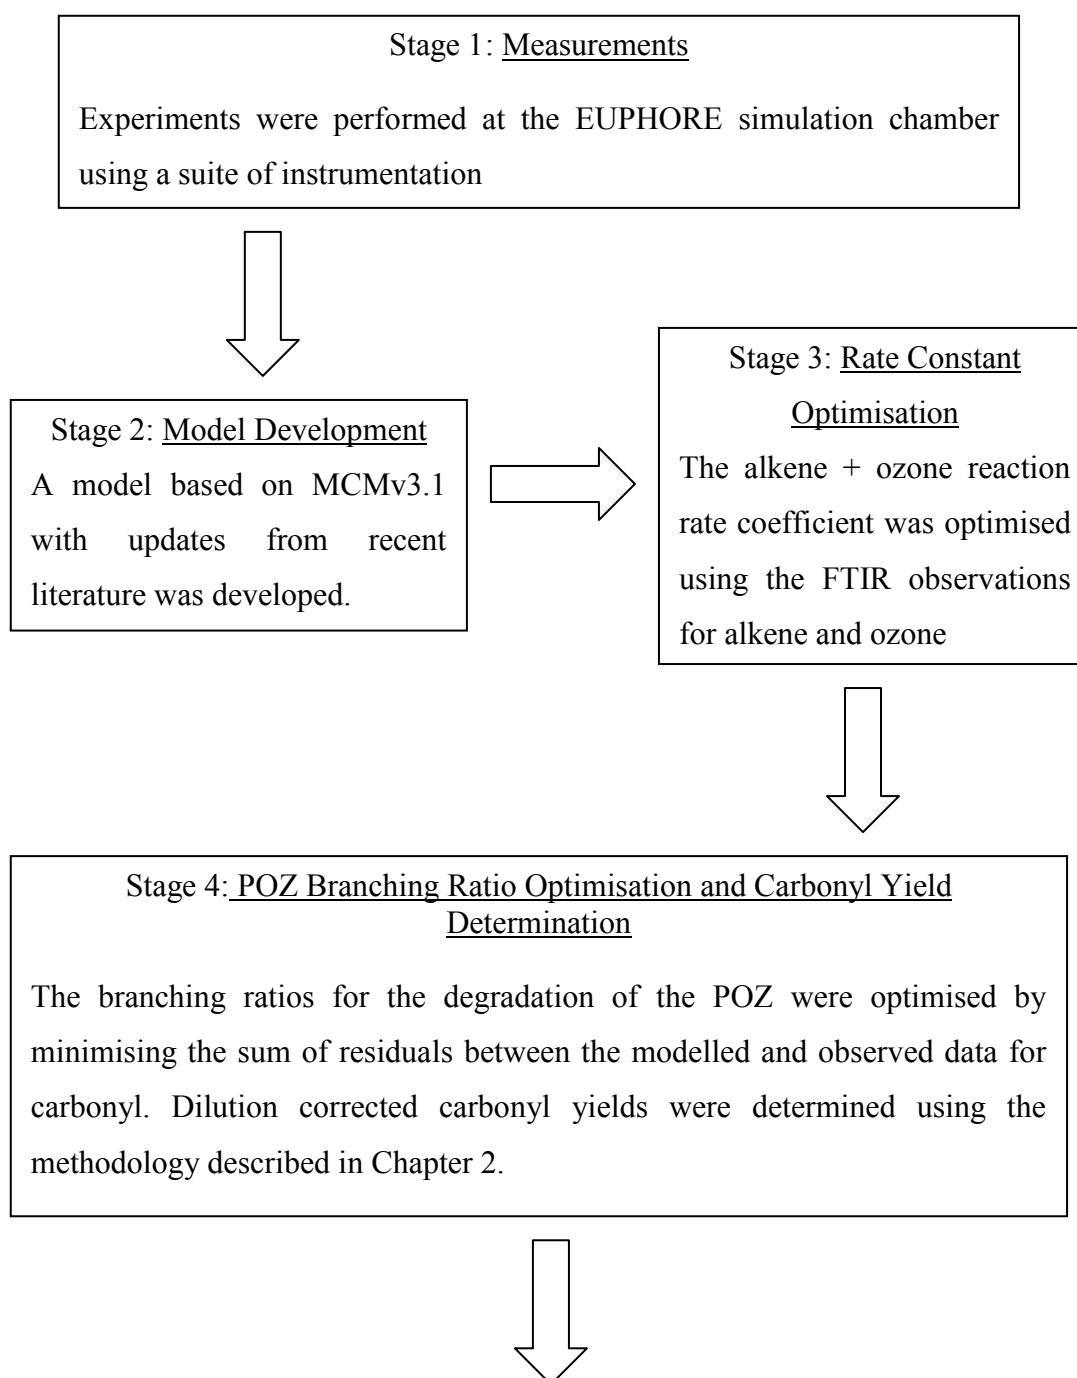 Stage 1: Measurements
Experiments were performed at the EUPHORE simulation chamber
using a suite of instrumentation
Stage 2: Model Development
A model based on MCMv3.1
with updates from recent
literature was developed.
Stage 3: Rate Constant
Optimisation
The alkene + ozone reaction
rate coefficient was optimised
using the FTIR observations
for alkene and ozone
Stage 4: POZ Branching Ratio Optimisation and Carbonyl Yield
Determination
The branching ratios for the degradation of the POZ were optimised by
minimising the sum of residuals between the modelled and observed data for
carbonyl. Dilution corrected carbonyl yields were determined using the
methodology described in Chapter 2.